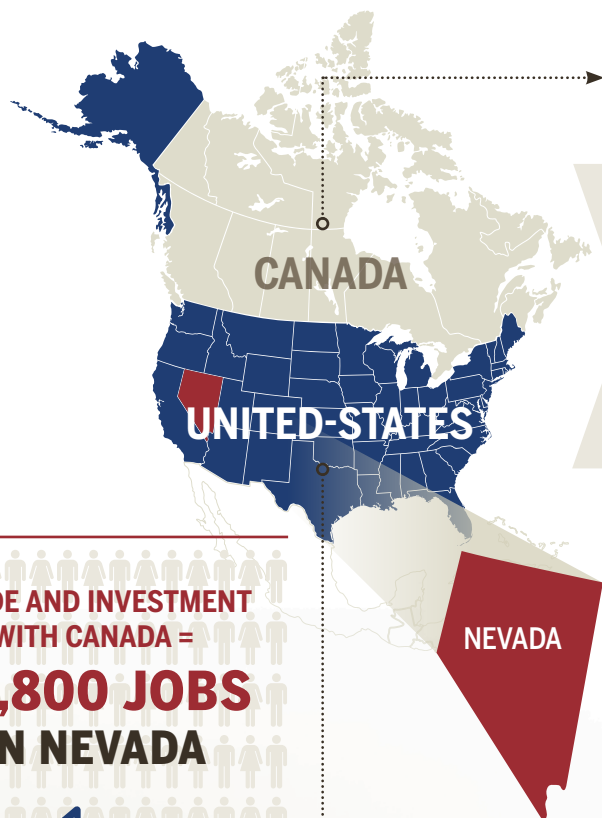 CANADA
UNITED-STATES
NEVADA
DE AND INVESTMENT
WITH CANADA =
,800 JOBS
N NEVADA